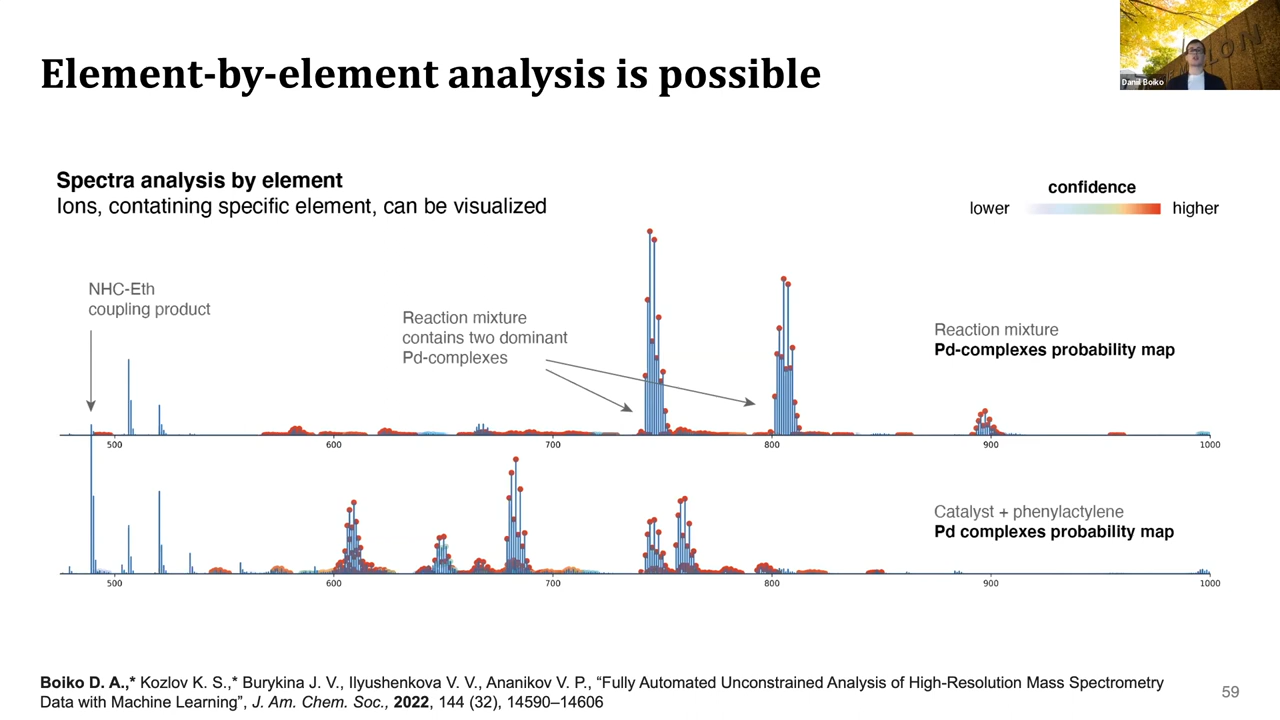 Element-by-element analysis is possible
Danil Boiko
Spectra analysis by element
Ions, contatining specific element, can be visualized
confidence
lower
higher
NHC-Eth
coupling product
Reaction mixture
contains two dominant
Pd-complexes
Reaction mixture
Pd-complexes probability map
500
600
700
800
900
1000
Catalyst + phenylactylene
Pd complexes probability map
500
600
700
800
900
1000
Boiko D. A.,* Kozlov K. S.,* Burykina J. V., Ilyushenkova V. V., Ananikov V. P., “Fully Automated Unconstrained Analysis of High-Resolution Mass Spectrometry
Data with Machine Learning”, J. Am. Chem. Soc., 2022, 144 (32), 14590–14606
59